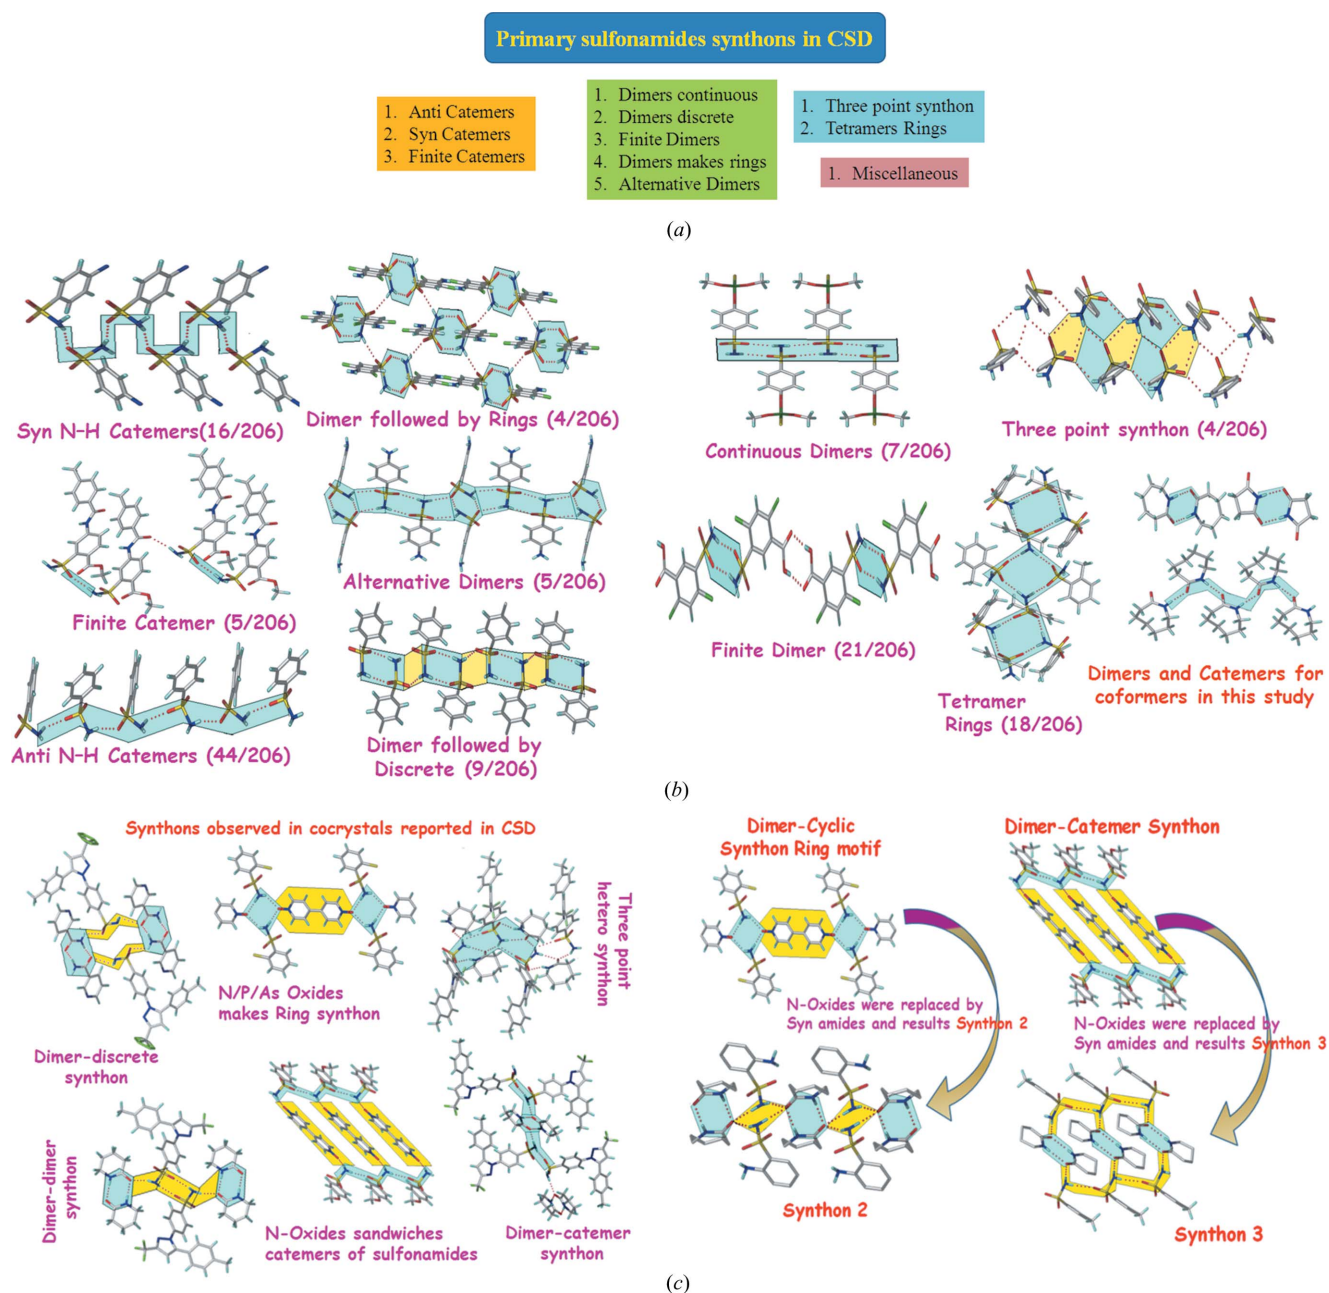 Primary sulfonamides synthons in CSD
1. Anti Catemers
2. Syn Catemers
3. Finite Catemers
1. Dimers continuous
2. Dimers discrete
3. Finite Dimers
4. Dimers makes rings
5. Alternative Dimers
1. Three point synthon
2. Tetramers Rings
1. Miscellaneous
(a)
Syn N–H Catemers(16/206)
Dimer followed by Rings (4/206)
Continuous Dimers (7/206)
Three point synthon (4/206)
Finite Catemer (5/206)
Alternative Dimers (5/206)
Finite Dimer (21/206)
Dimers and Catemers for
coformers in this study
Tetramer
Rings (18/206)
Anti N–H Catemers (44/206)
Dimer followed by
Discrete (9/206)
(b)
Synthons observed in cocrystals reported in CSD
Dimer-discrete
synthon
N/P/As Oxides
makes Ring synthon
Three point
hetero synthon
Dimer-dimer
synthon
N-Oxides sandwiches
catemers of sulfonamides
Dimer-catemer
synthon
Dimer-Cyclic
Synthon Ring motif
N-Oxides were replaced by
Syn amides and results Synthon 2
Synthon 2
Dimer-Catemer Synthon
N-Oxides were replaced by
Syn amides and results Synthon 3
Synthon 3
(c)